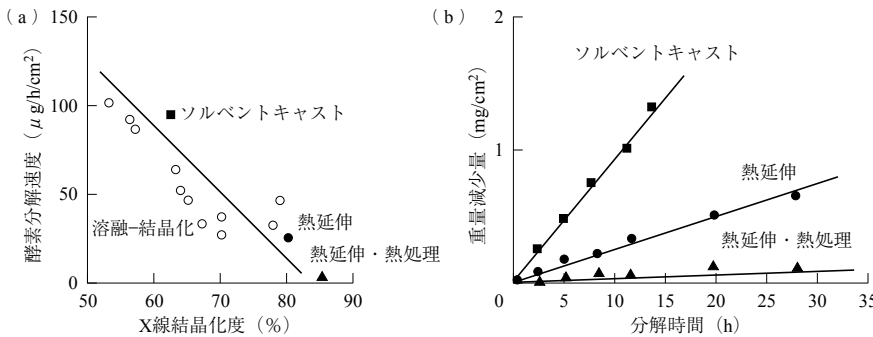 (a)
150
100
50
0
50 60 70 80 90
酵素分解速度（μg/h/cm²）
X線結晶化度（%）
ソルベントキャスト
溶融−結晶化
熱延伸
熱延伸・熱処理
(b)
2
1
0
0 5 10 15 20 25 30 35
重量減少量（mg/cm²）
分解時間（h）
ソルベントキャスト
熱延伸
熱延伸・熱処理